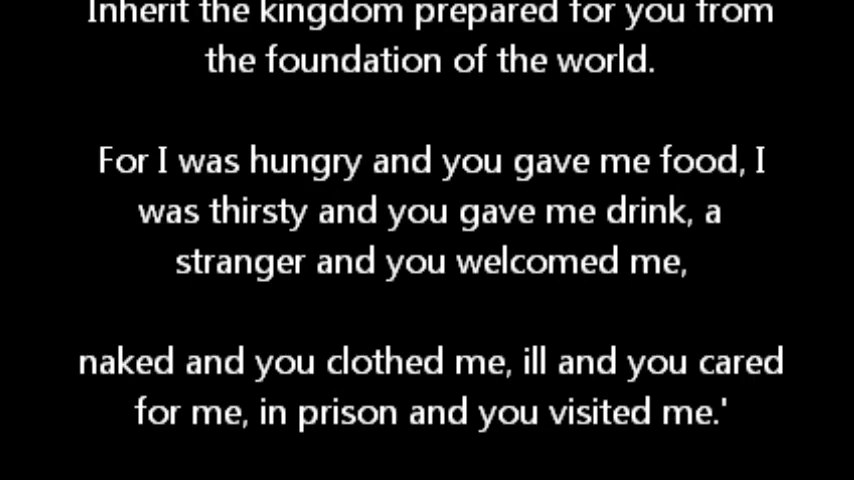 Inherit the kingdom prepared for you from
the foundation of the world.
For I was hungry and you gave me food, I
was thirsty and you gave me drink, a
stranger and you welcomed me,
naked and you clothed me, ill and you cared
for me, in prison and you visited me.'